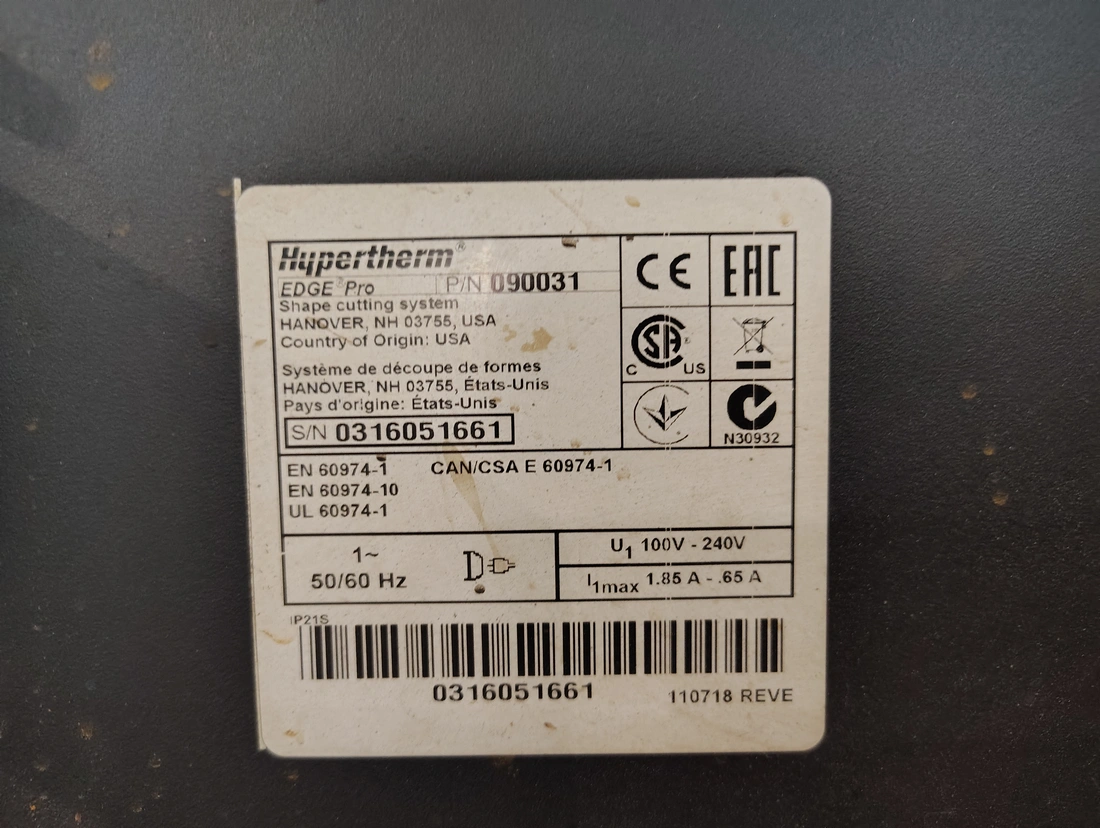 Hypertherm®
EDGE® Pro P/N 090031
Shape cutting system
HANOVER, NH 03755, USA
Country of Origin: USA
Système de découpe de formes
HANOVER, NH 03755, États-Unis
Pays d'origine: États-Unis
S/N 0316051661
CE
EAC
CSA®
C US
N30932
EN 60974-1 CAN/CSA E 60974-1
EN 60974-10
UL 60974-1
1~
50/60 Hz
U1 100V - 240V
I1max 1.85 A - .65 A
IP21S
0316051661
110718 REVE